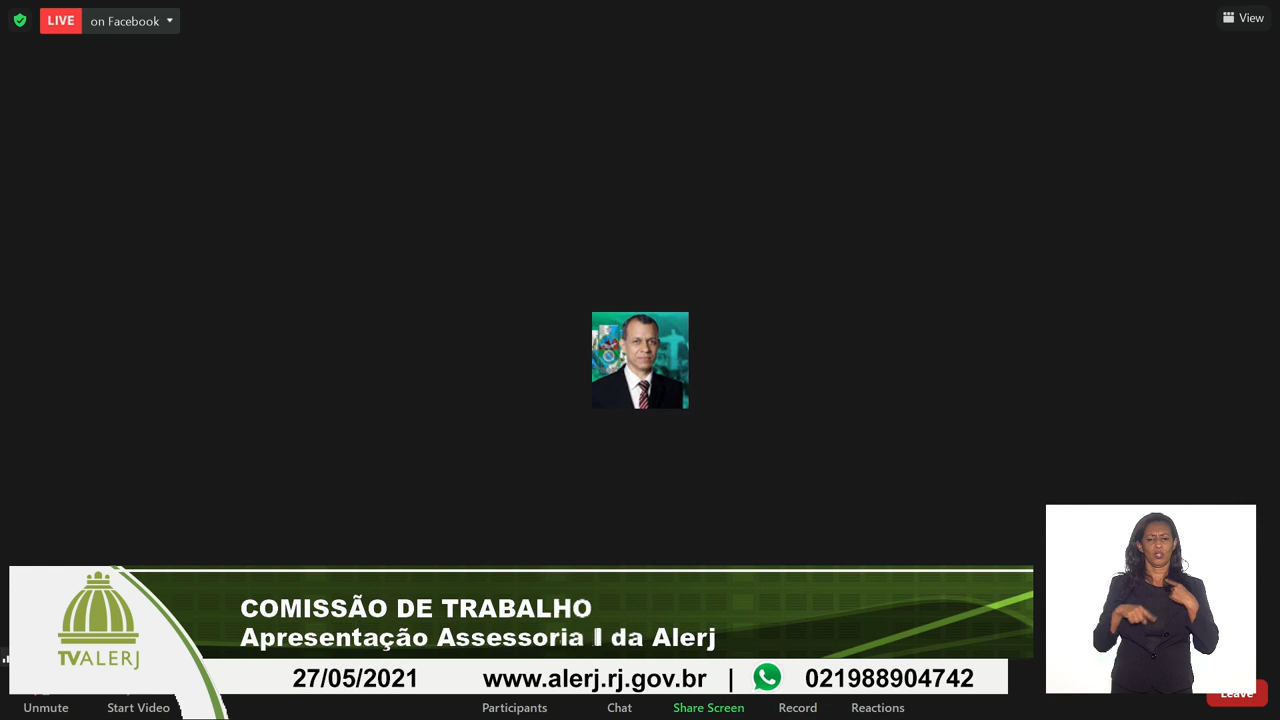 LIVE on Facebook
View
COMISSÃO DE TRABALHO
Apresentação Assessoria I da Alerj
TVALERJ
27/05/2021 www.alerj.rj.gov.br | 021988904742
Unmute Start Video Participants Chat Share Screen Record Reactions Leave